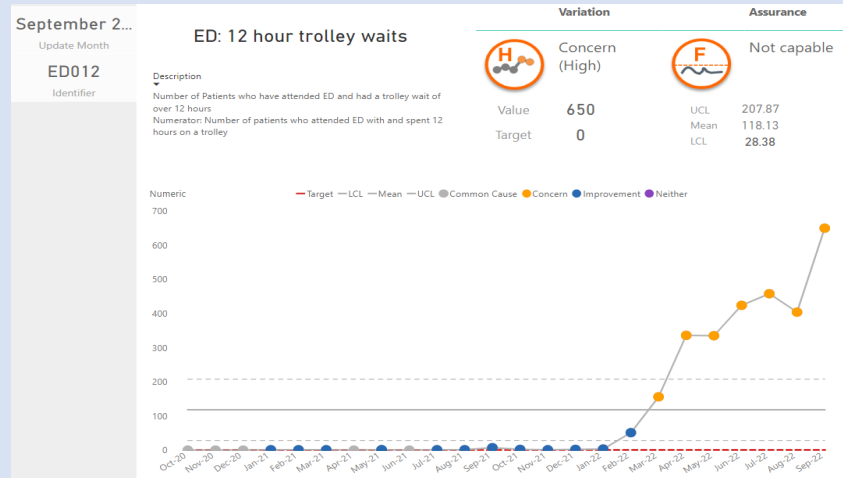 September 2...
Update Month
ED012
Identifier
ED: 12 hour trolley waits
Description
Number of Patients who have attended ED and had a trolley wait of
over 12 hours
Numerator: Number of patients who attended ED with and spent 12
hours on a trolley
Variation
Assurance
H
Concern
(High)
F
Not capable
Value 650
Target 0
UCL 207.87
Mean 118.13
LCL 28.38
Numeric
Target LCL Mean UCL Common Cause Concern Improvement Neither
700
600
500
400
300
200
100
0
Oct-20 Nov-20 Dec-20 Jan-21 Feb-21 Mar-21 Apr-21 May-21 Jun-21 Jul-21 Aug-21 Sep-21 Oct-21 Nov-21 Dec-21 Jan-22 Feb-22 Mar-22 Apr-22 May-22 Jun-22 Jul-22 Aug-22 Sep-22